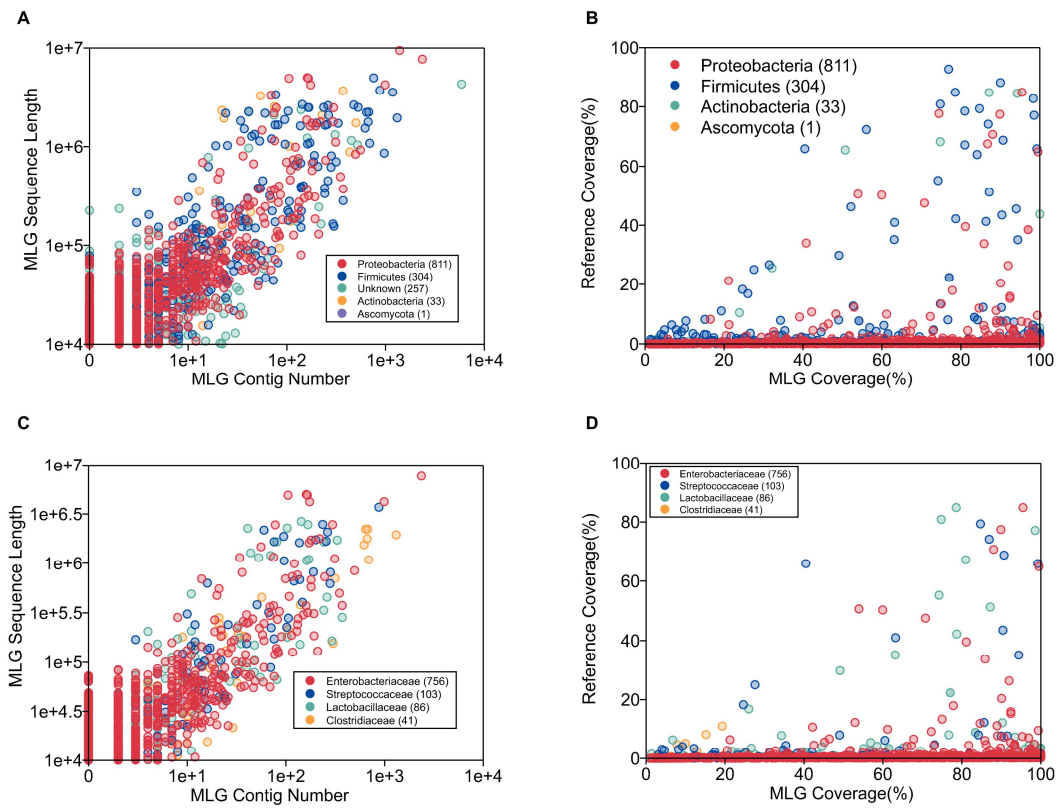 A
1e+7
1e+6
1e+5
1e+4
MLG Sequence Length
Proteobacteria (811)
Firmicutes (304)
Unknown (257)
Actinobacteria (33)
Ascomycota (1)
0
1e+1
1e+2
1e+3
1e+4
MLG Contig Number
B
100
80
60
40
20
0
Reference Coverage(%)
Proteobacteria (811)
Firmicutes (304)
Actinobacteria (33)
Ascomycota (1)
0
20
40
60
80
100
MLG Coverage(%)
C
1e+7
1e+6.5
1e+6
1e+5.5
1e+5
1e+4.5
1e+4
MLG Sequence Length
Enterobacteriaceae (756)
Streptococcaceae (103)
Lactobacillaceae (86)
Clostridiaceae (41)
0
1e+1
1e+2
1e+3
1e+4
MLG Contig Number
D
100
80
60
40
20
0
Reference Coverage(%)
Enterobacteriaceae (756)
Streptococcaceae (103)
Lactobacillaceae (86)
Clostridiaceae (41)
0
20
40
60
80
100
MLG Coverage(%)